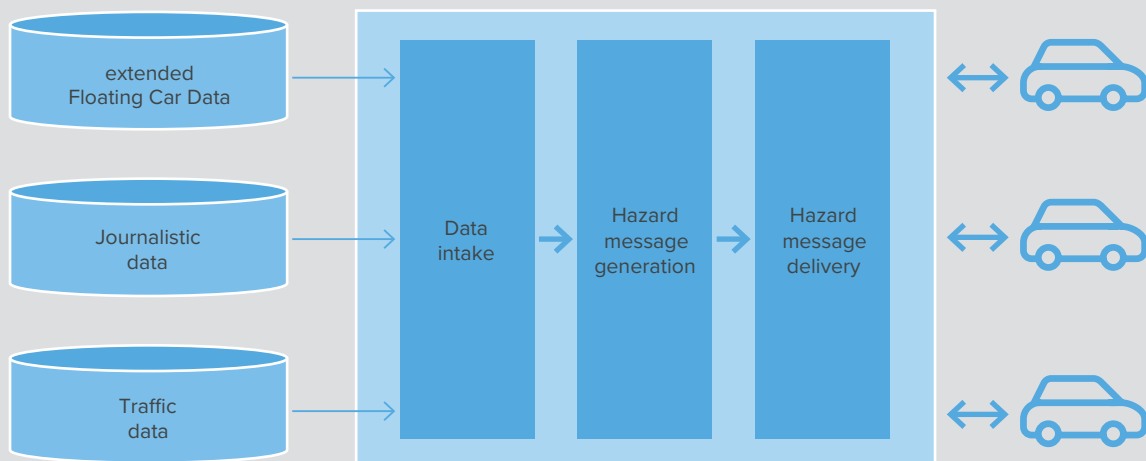 extended
Floating Car Data
Journalistic
data
Traffic
data
Data
intake
Hazard
message
generation
Hazard
message
delivery